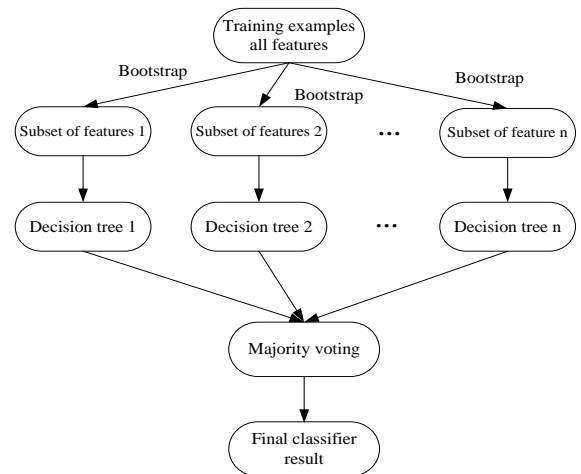 Training examples
all features
Bootstrap
Bootstrap
Bootstrap
Subset of features 1
Subset of features 2
...
Subset of feature n
Decision tree 1
Decision tree 2
...
Decision tree n
Majority voting
Final classifier
result